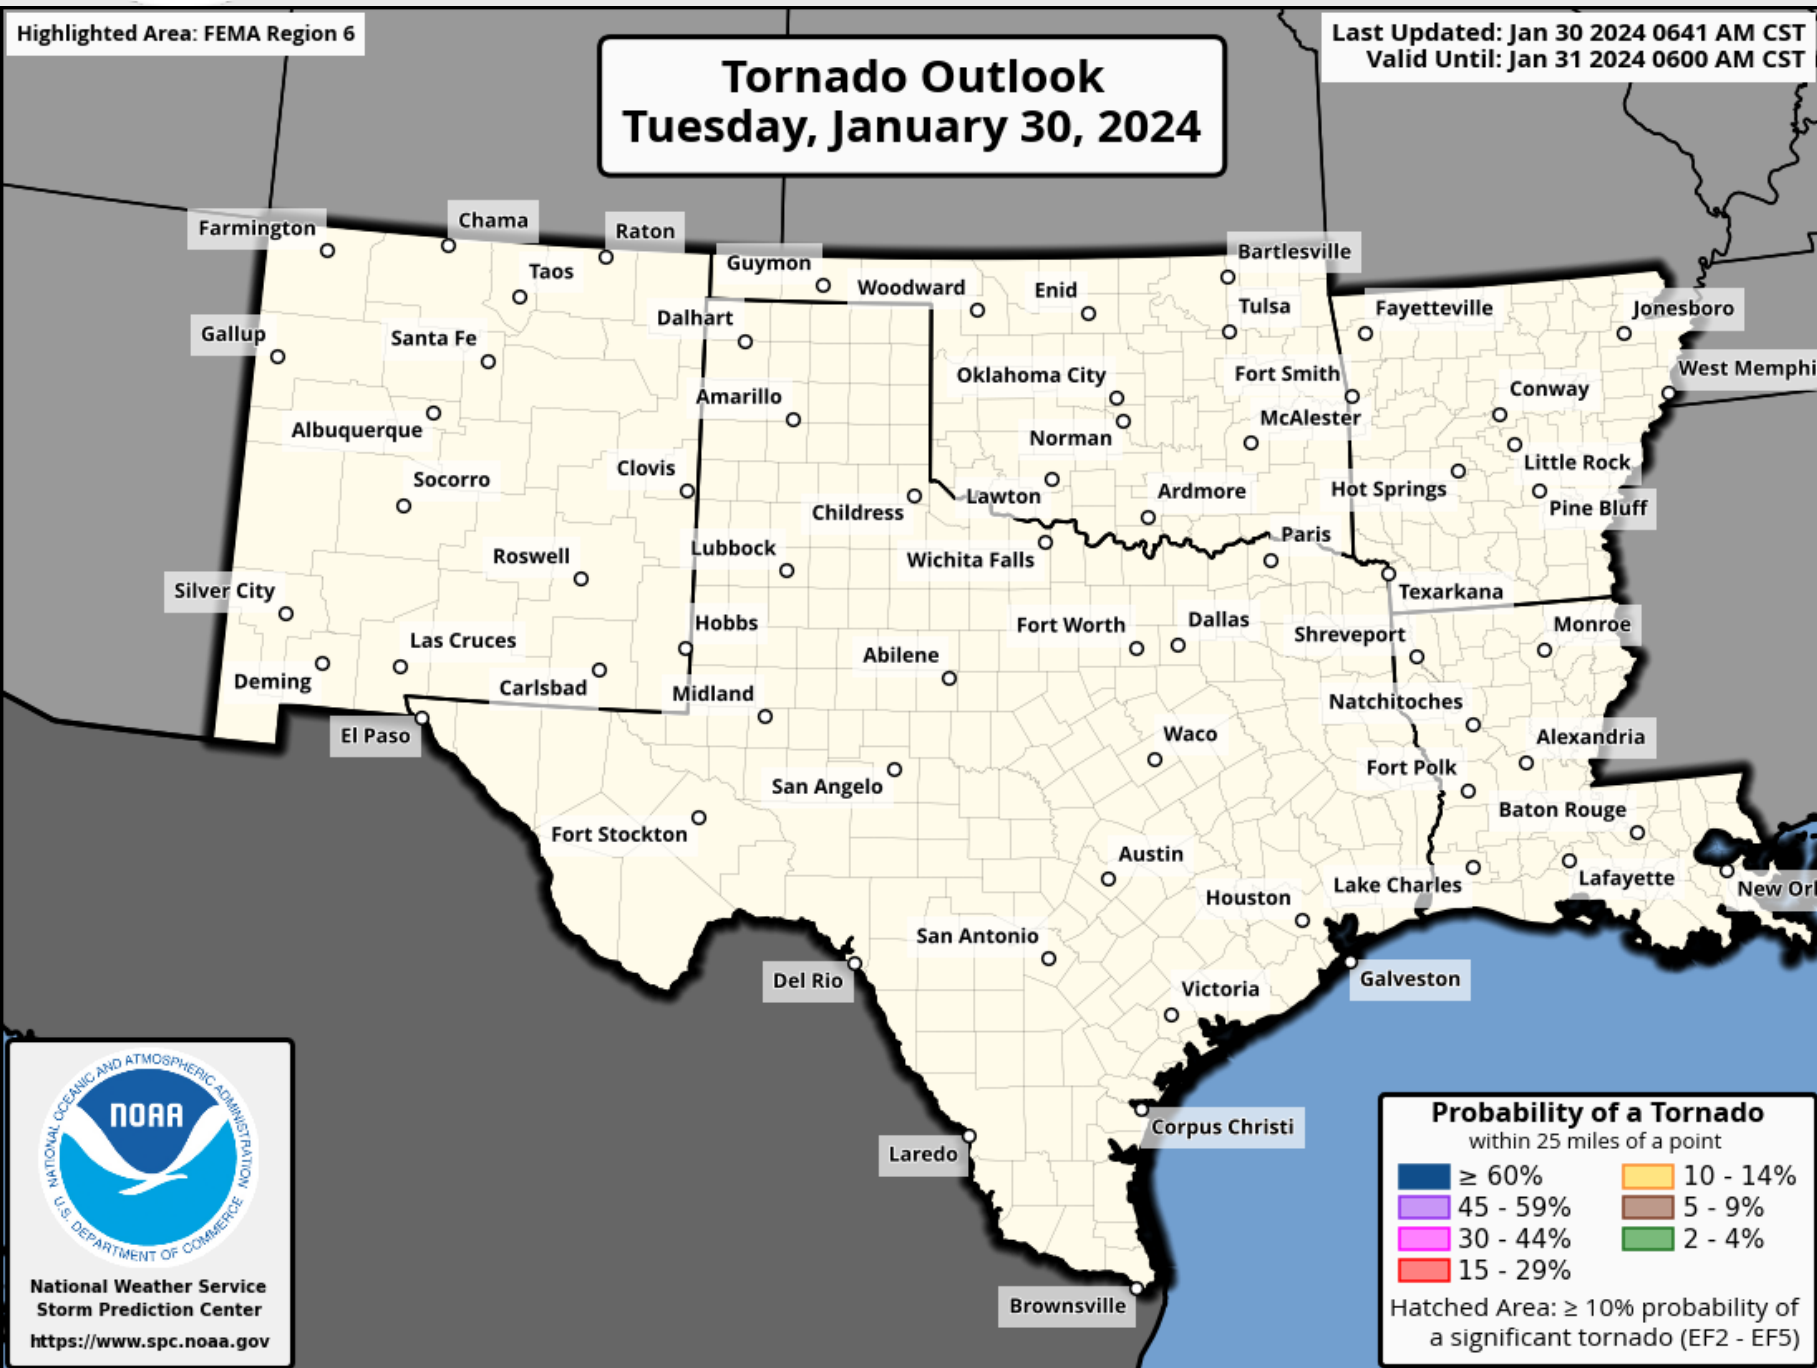 Highlighted Area: FEMA Region 6
Tornado Outlook
Tuesday, January 30, 2024
Last Updated: Jan 30 2024 0641 AM CST
Valid Until: Jan 31 2024 0600 AM CST
Farmington
Chama
Raton
Taos
Guymon
Woodward
Enid
Bartlesville
Tulsa
Fayetteville
Jonesboro
Gallup
Santa Fe
Dalhart
Oklahoma City
Fort Smith
West Memphi
Conway
Amarillo
Albuquerque
Norman
McAlester
Little Rock
Socorro
Clovis
Childress
Lawton
Ardmore
Hot Springs
Pine Bluff
Roswell
Lubbock
Wichita Falls
Paris
Silver City
Texarkana
Las Cruces
Hobbs
Abilene
Fort Worth
Dallas
Shreveport
Monroe
Deming
Carlsbad
Midland
Natchitoches
El Paso
Waco
Alexandria
San Angelo
Fort Polk
Fort Stockton
Baton Rouge
Austin
Houston
Lake Charles
Lafayette
New Orl
San Antonio
Del Rio
Victoria
Galveston
Corpus Christi
Laredo
Brownsville
NATIONAL OCEANIC AND ATMOSPHERIC ADMINISTRATION
NOAA
U.S. DEPARTMENT OF COMMERCE
National Weather Service
Storm Prediction Center
https://www.spc.noaa.gov
Probability of a Tornado
within 25 miles of a point
≥ 60%
45 - 59%
30 - 44%
15 - 29%
10 - 14%
5 - 9%
2 - 4%
Hatched Area: ≥ 10% probability of
a significant tornado (EF2 - EF5)